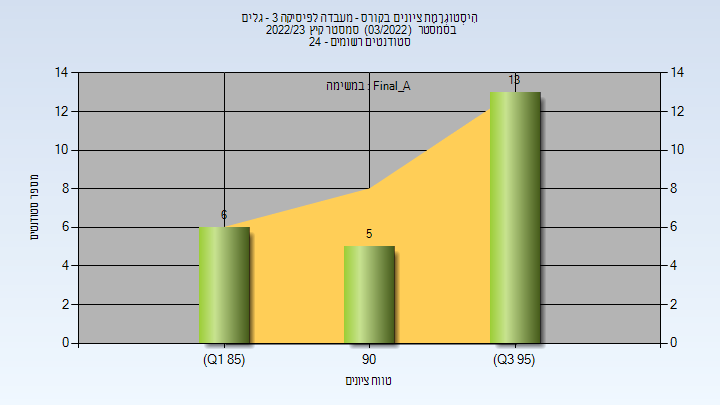 הִיסְטוֹגְרָמַת ציונים בקורס - מעבדה לפיסיקה 3 - גלים
בסמסטר (03/2022) סמסטר קיץ 2022/23
סטודנטים רשומים - 24
במשימה : Final_A
14 14
12 12
10 10
8 8
6 6
4 4
2 2
0 0
6 5 13
מספר סטודנטים
(Q1 85) 90 (Q3 95)
טווח ציונים